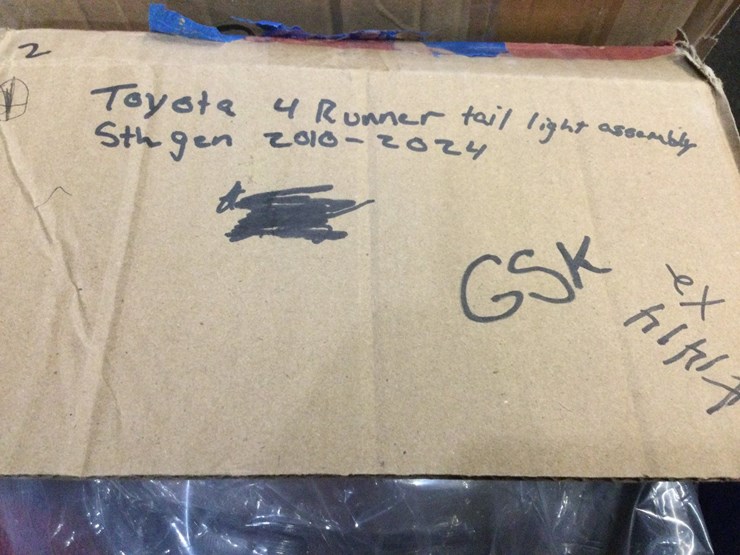 2
Toyota 4 Runner tail light assembly
5th gen 2010-2024
GSK
ex